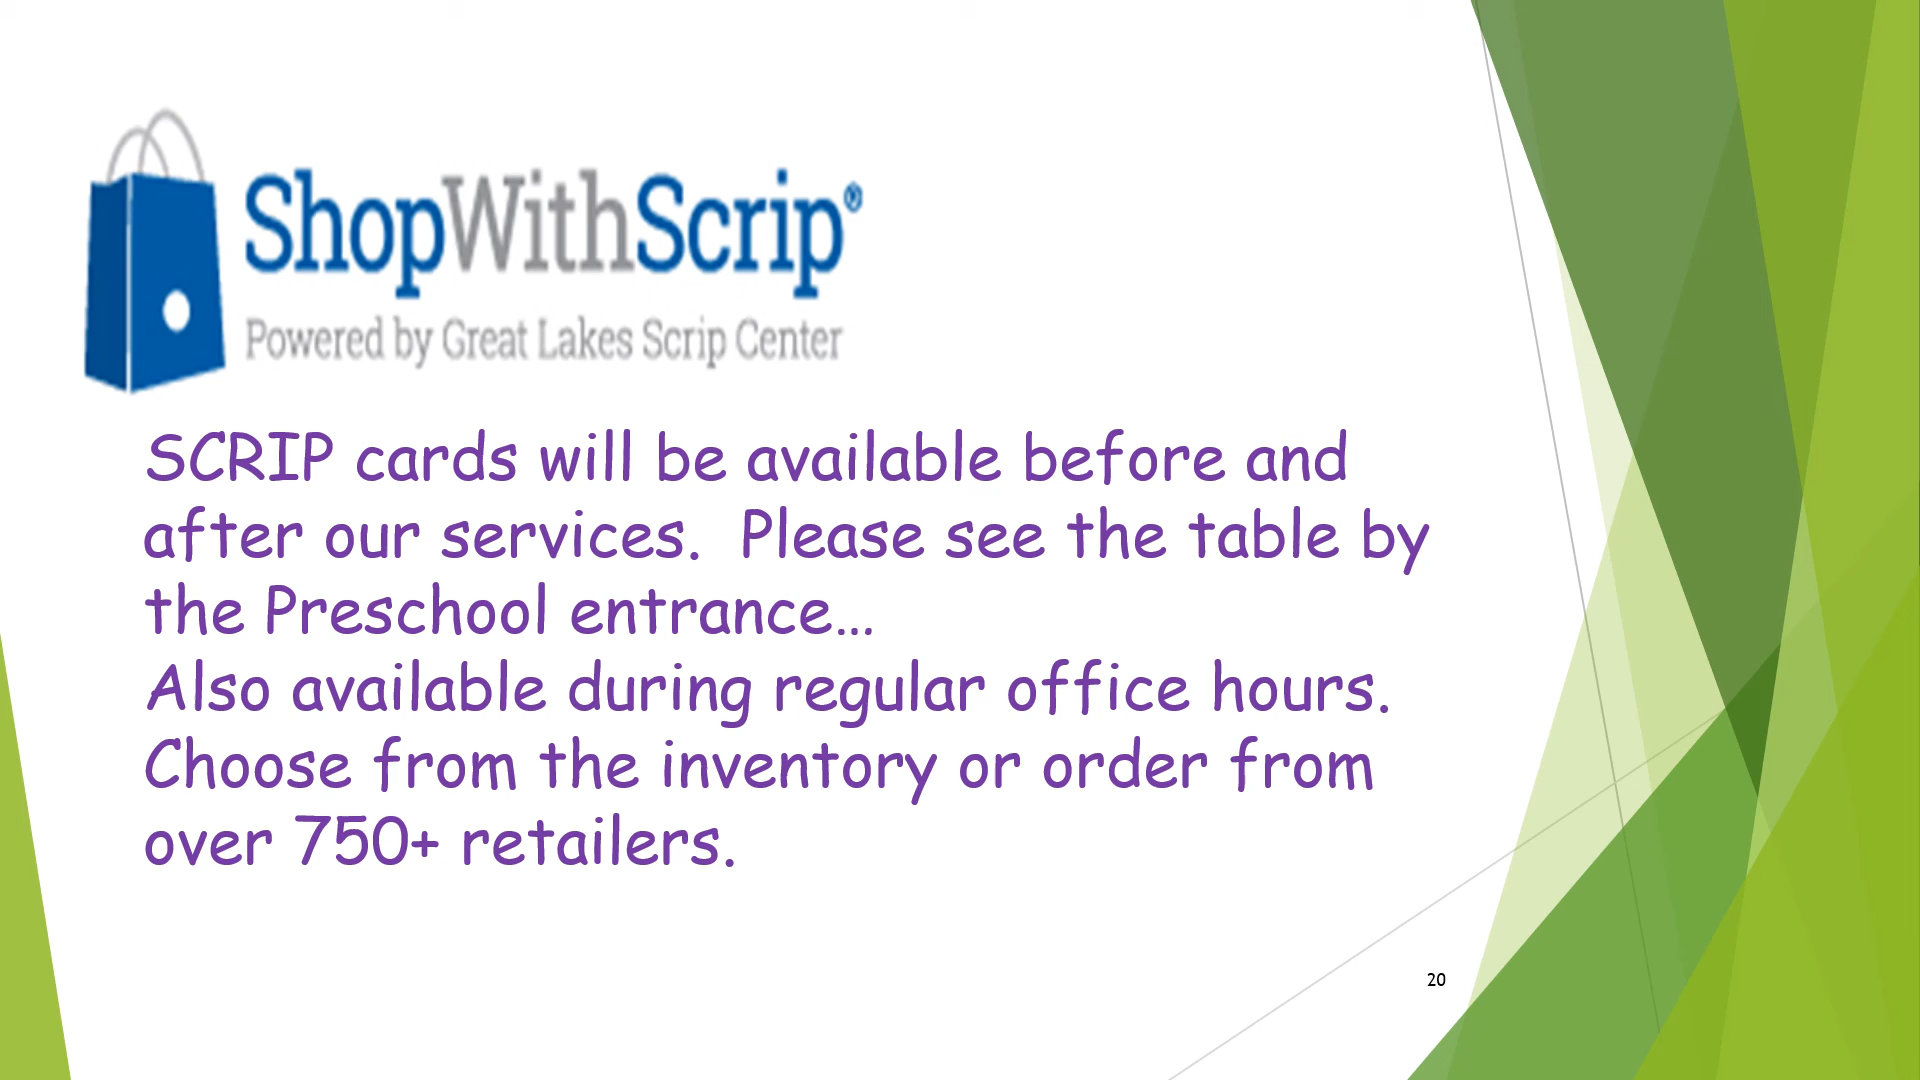 ShopWithScrip®
Powered by Great Lakes Scrip Center
SCRIP cards will be available before and
after our services.  Please see the table by
the Preschool entrance…
Also available during regular office hours.
Choose from the inventory or order from
over 750+ retailers.
20